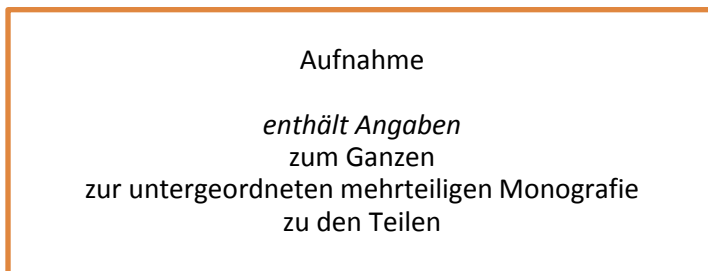 Aufnahme
enthält Angaben
zum Ganzen
zur untergeordneten mehrteiligen Monografie
zu den Teilen